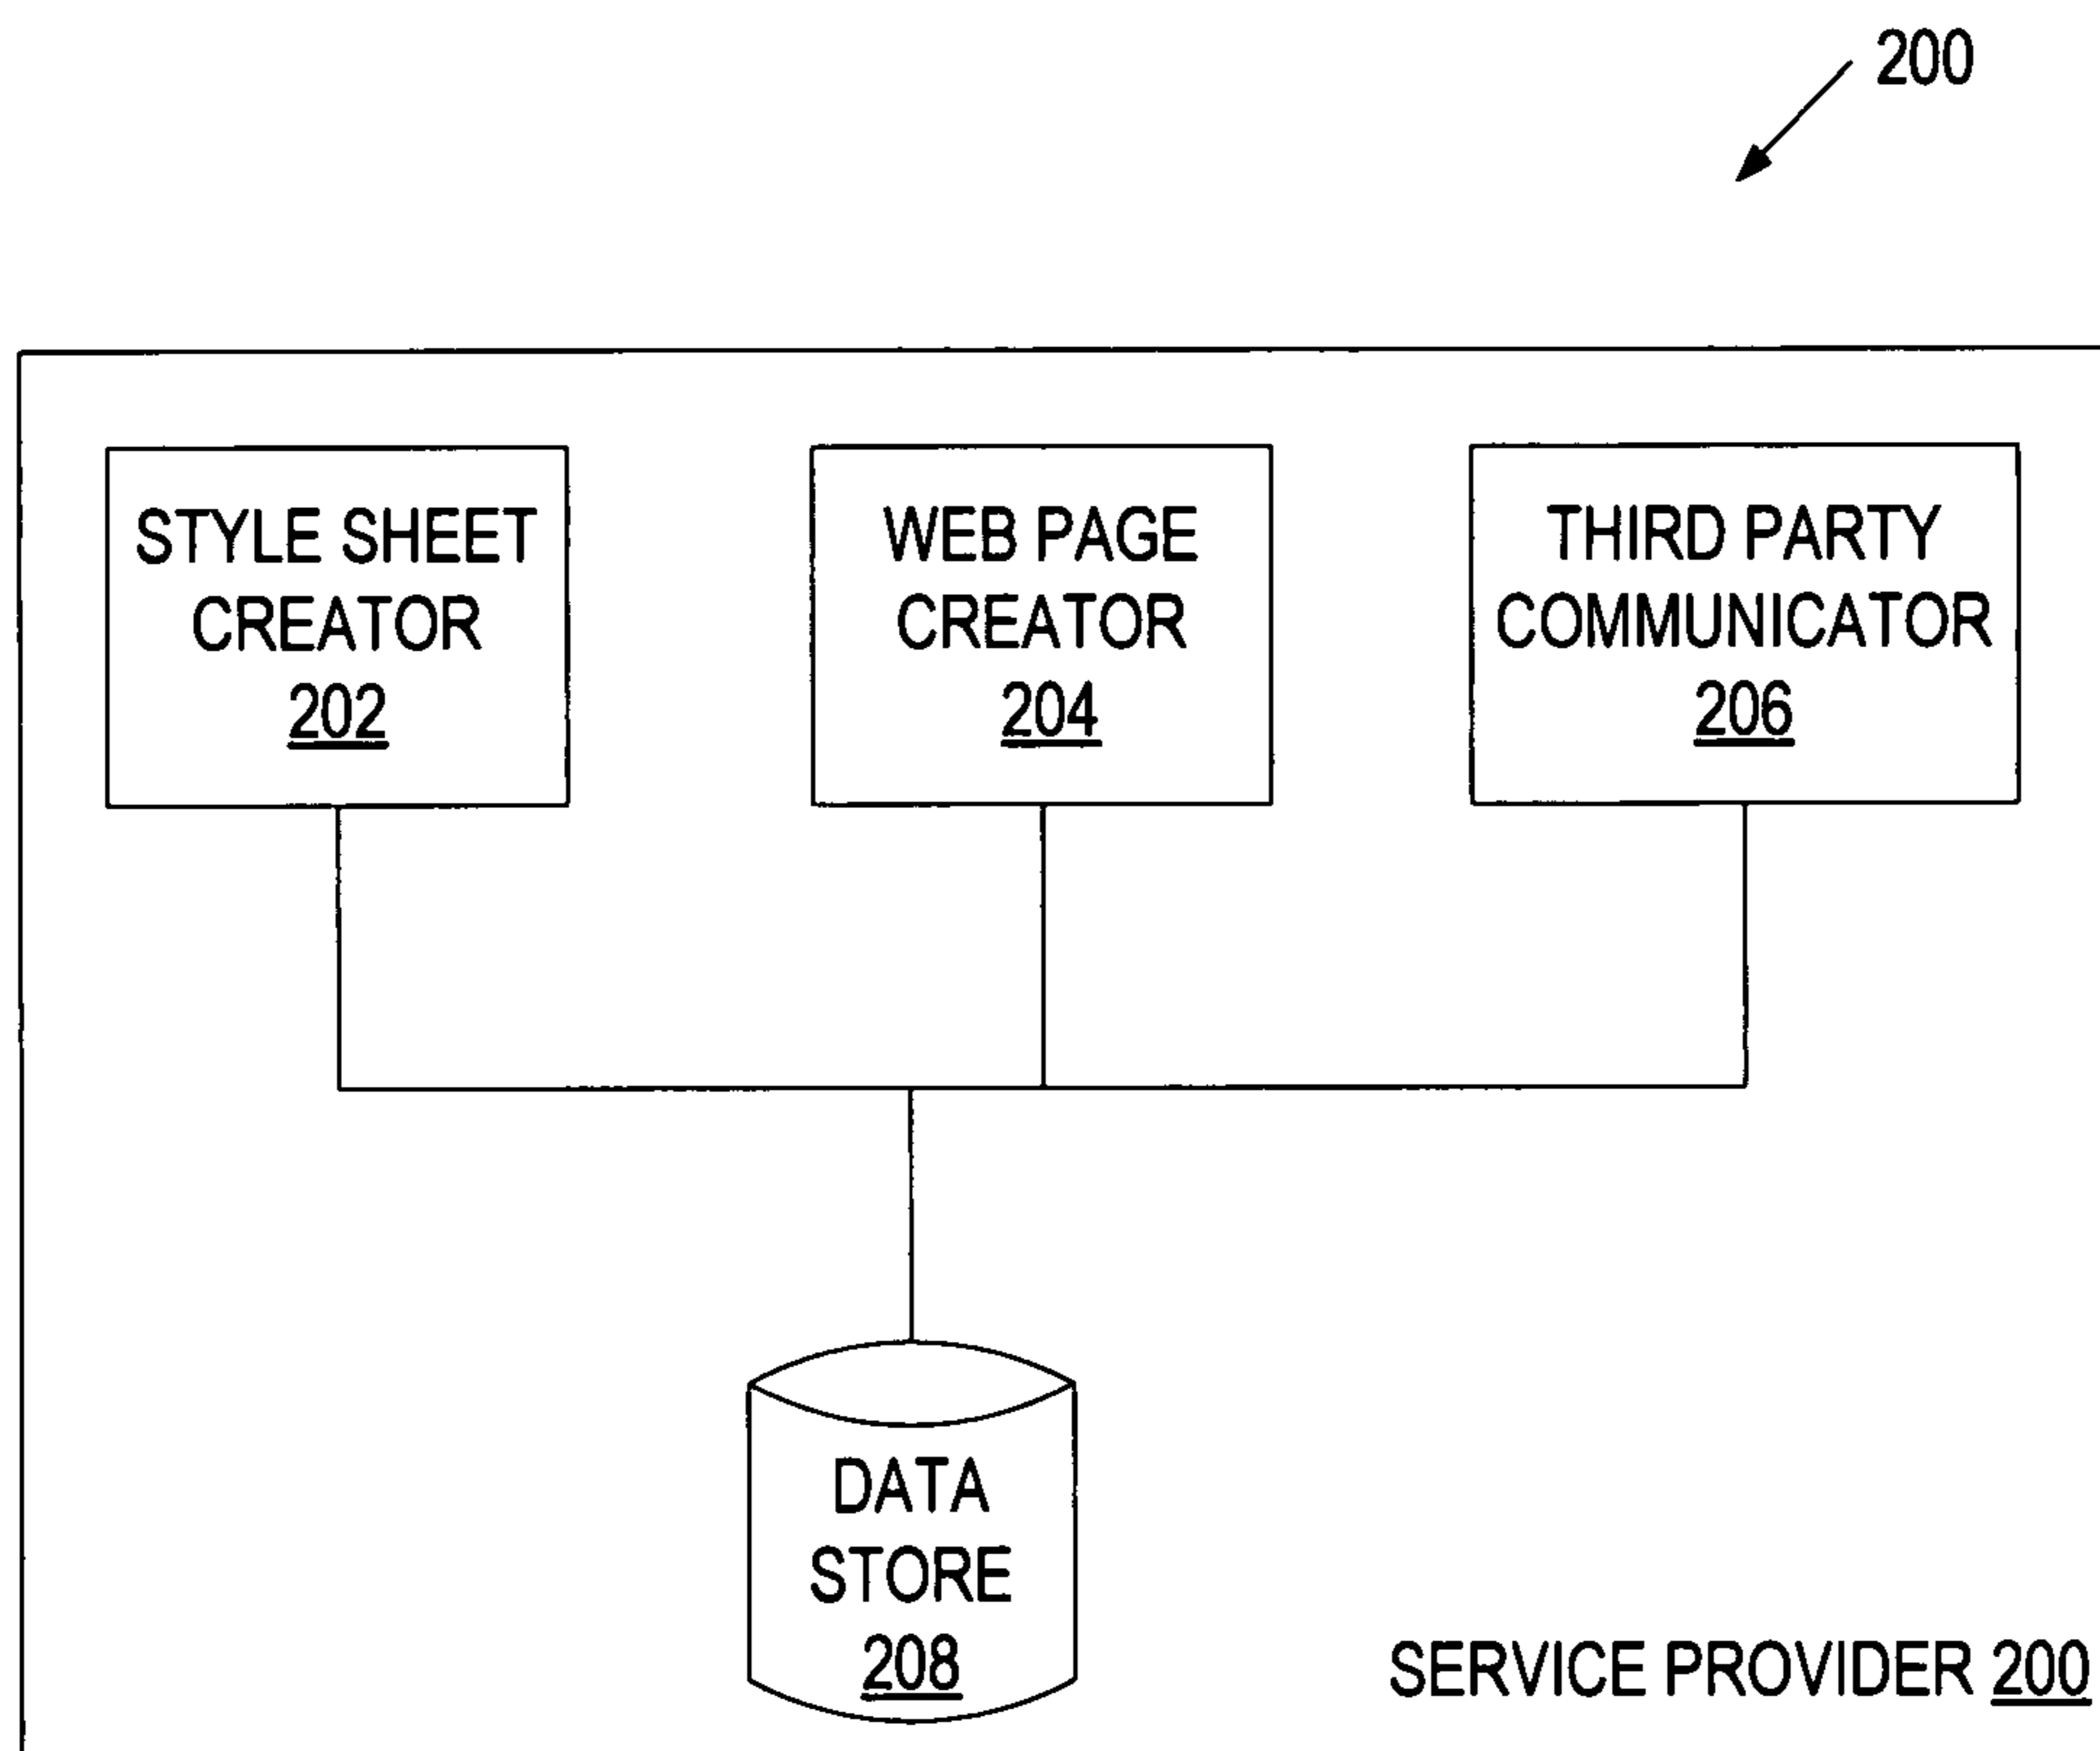 200
STYLE SHEET
CREATOR
202
WEB PAGE
CREATOR
204
THIRD PARTY
COMMUNICATOR
206
DATA
STORE
208
SERVICE PROVIDER 200